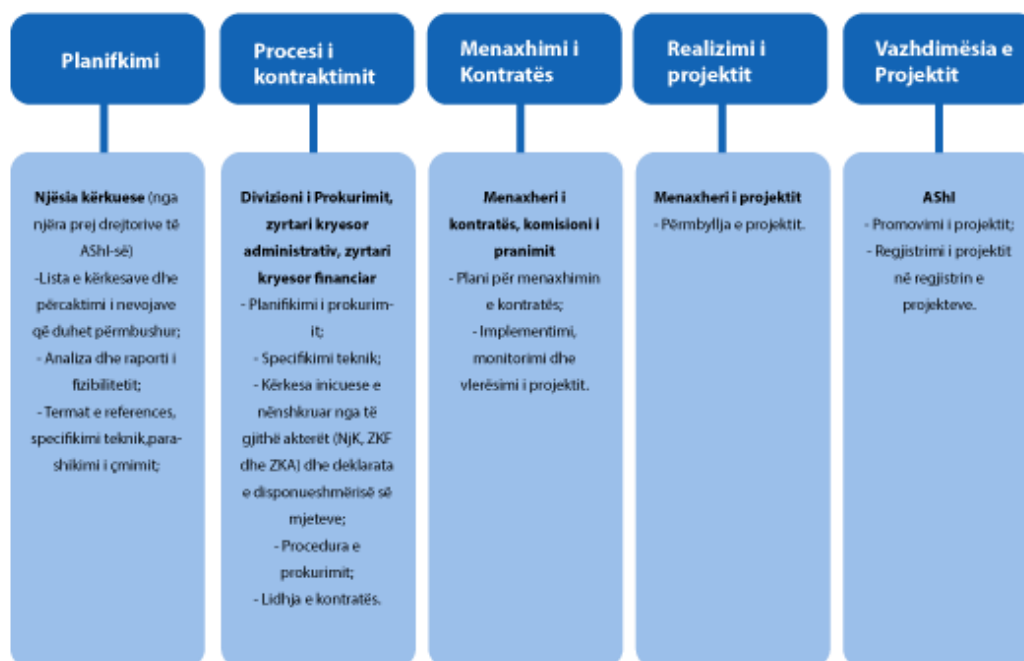 Planifkimi
Procesi i
kontraktimit
Menaxhimi i
Kontratës
Realizimi i
projektit
Vazhdimësia e
Projektit
Njësia kërkuese (nga
njëra prej drejtorive të
AShI-së)
-Lista e kërkesave dhe
përcaktimi i nevojave
që duhet përmbushur;
- Analiza dhe raporti i
fizibilitetit;
- Termat e references,
specifikimi teknik,para-
shikimi i çmimit;
Divizioni i Prokurimit,
zyrtari kryesor
administrativ, zyrtari
kryesor financiar
- Planifikimi i prokurim-
it;
- Specifikimi teknik;
- Kërkesa inicuese e
nënshkruar nga të
gjithë akterët (NjK, ZKF
dhe ZKA) dhe deklarata
e disponueshmërisë së
mjeteve;
- Procedura e
prokurimit;
- Lidhja e kontratës.
Menaxheri i
kontratës, komisioni i
pranimit
- Plani për menaxhimin
e kontratës;
- Implementimi,
monitorimi dhe
vlerësimi i projektit.
Menaxheri i projektit
- Përmbyllja e projektit.
AShI
- Promovimi i projektit;
- Regjistrimi i projektit
në regjistrin e
projekteve.